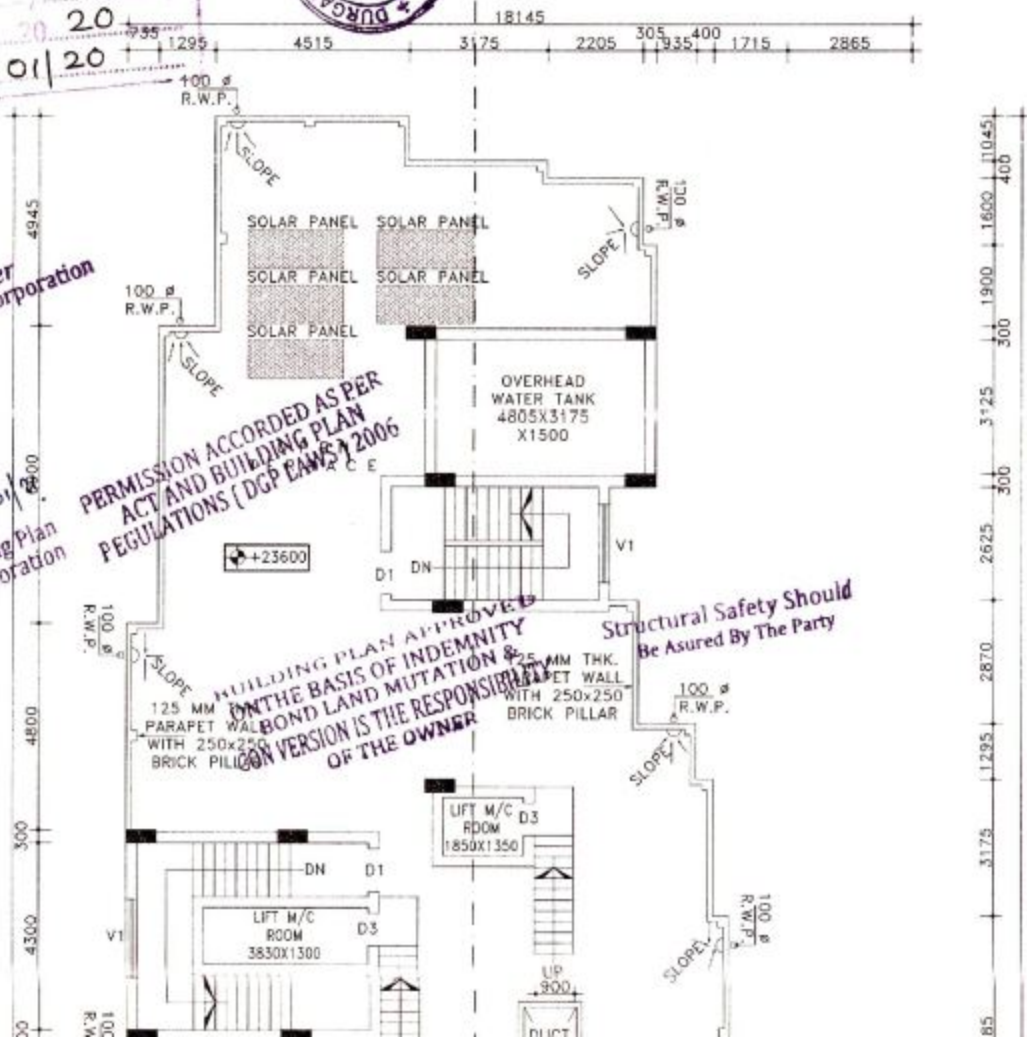 20
20
01/20
DURGA
18145
735
305
400
1295
4515
3175
2205
935
1715
2865
100 ø
R.W.P.
SLOPE
1045
400
100 ø
R.W.P.
SLOPE
1600
4945
SOLAR PANEL SOLAR PANEL
SOLAR PANEL SOLAR PANEL
SOLAR PANEL
100 ø
R.W.P.
SLOPE
1900
300
OVERHEAD
WATER TANK
4805X3175
X1500
3125
300
PERMISSION ACCORDED AS PER
ACT AND BUILDING PLAN
REGULATIONS ( DGP LAWS ) 2006
+23600
D1
DN
V1
2625
Structural Safety Should
Be Asured By The Party
100 ø
R.W.P.
SLOPE
BUILDING PLAN APPROVED
ON THE BASIS OF INDEMNITY
BOND LAND MUTATION &
CONVERSION IS THE RESPONSIBILITY
OF THE OWNER
125 MM THK.
PARAPET WALL
WITH 250x250
BRICK PILLAR
2870
125 MM THK.
PARAPET WALL
WITH 250x250
BRICK PILLAR
4800
100 ø
R.W.P.
SLOPE
1295
LIFT M/C
ROOM
1850X1350
D3
3175
300
DN
D1
LIFT M/C
ROOM
3830X1300
D3
V1
4300
100 ø
R.W.P.
SLOPE
UP
900
DUCT